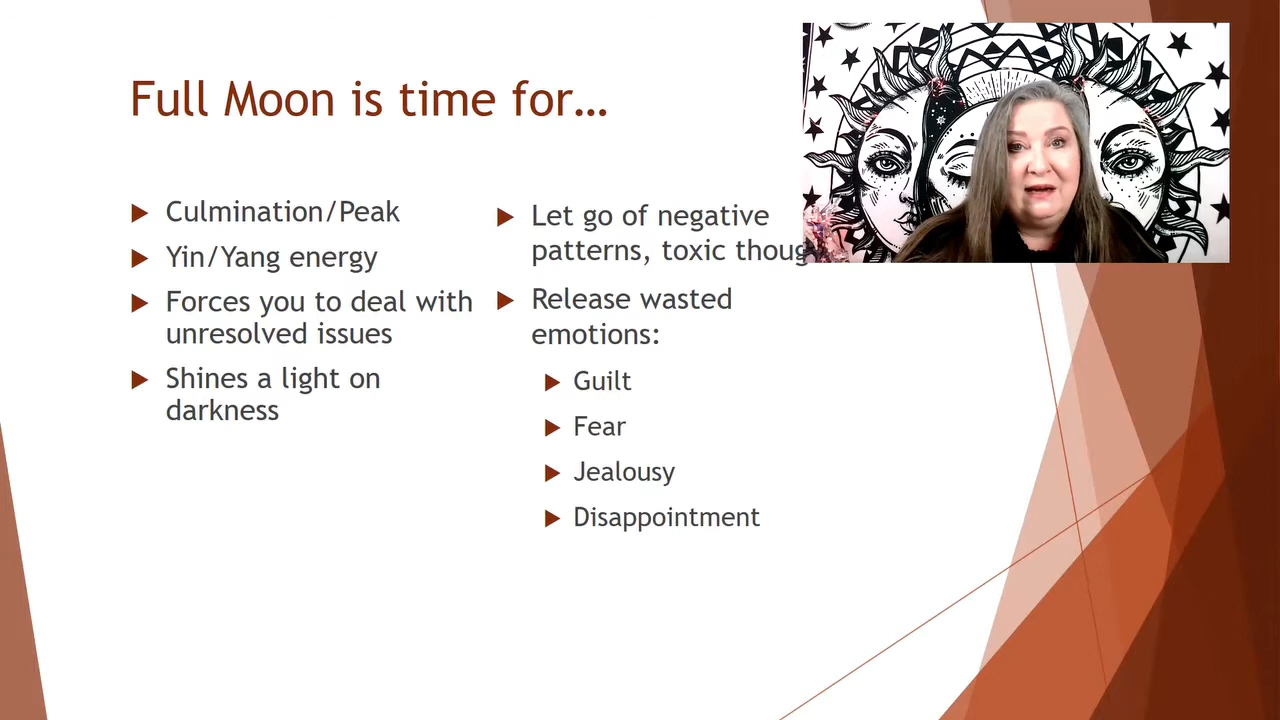 Full Moon is time for…
Culmination/Peak
Yin/Yang energy
Forces you to deal with
unresolved issues
Shines a light on
darkness
Let go of negative
patterns, toxic
Release wasted
emotions:
Guilt
Fear
Jealousy
Disappointment